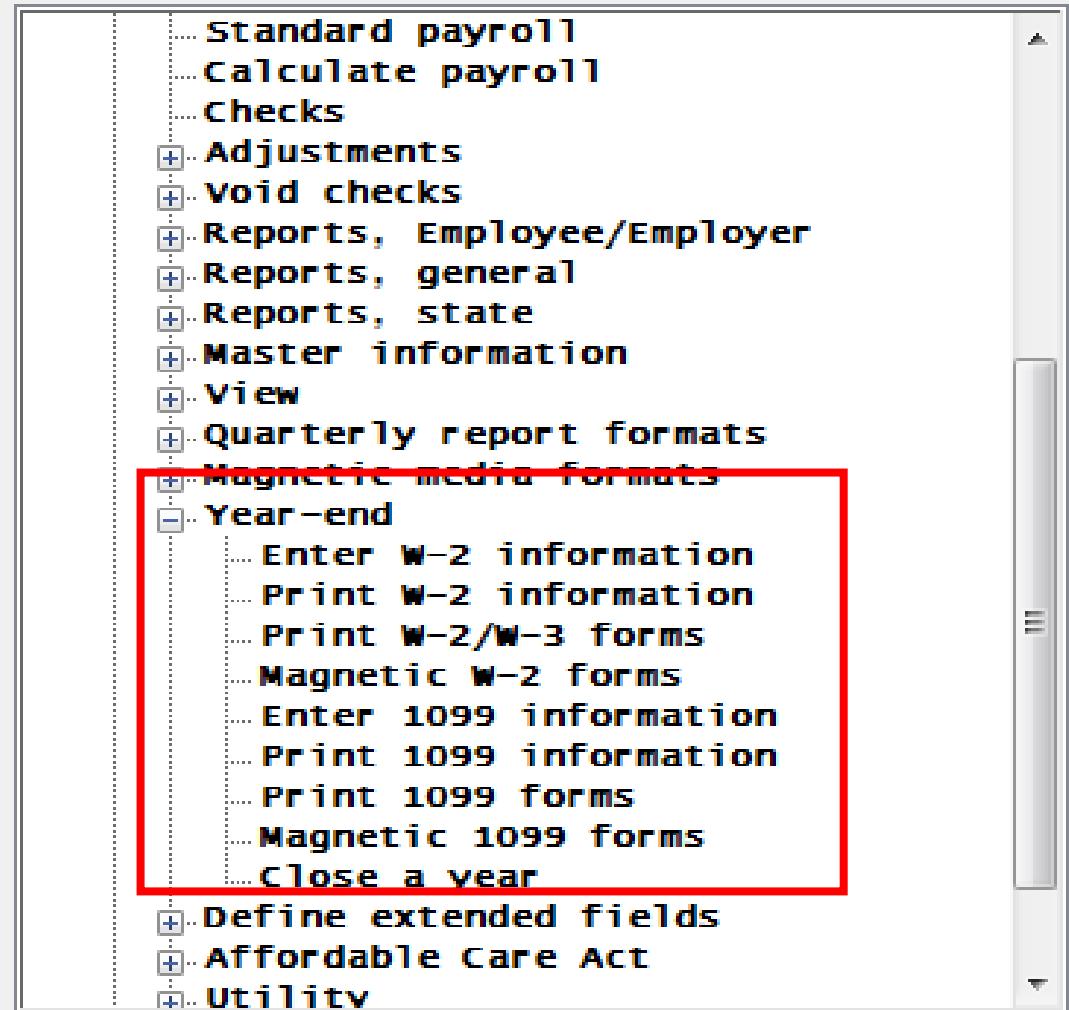 Standard payroll
Calculate payroll
Checks
Adjustments
Void checks
Reports, Employee/Employer
Reports, general
Reports, state
Master information
View
Quarterly report formats
Magnetic media formats
Year-end
Enter W-2 information
Print W-2 information
Print W-2/W-3 forms
Magnetic W-2 forms
Enter 1099 information
Print 1099 information
Print 1099 forms
Magnetic 1099 forms
Close a year
Define extended fields
Affordable Care Act
Utility